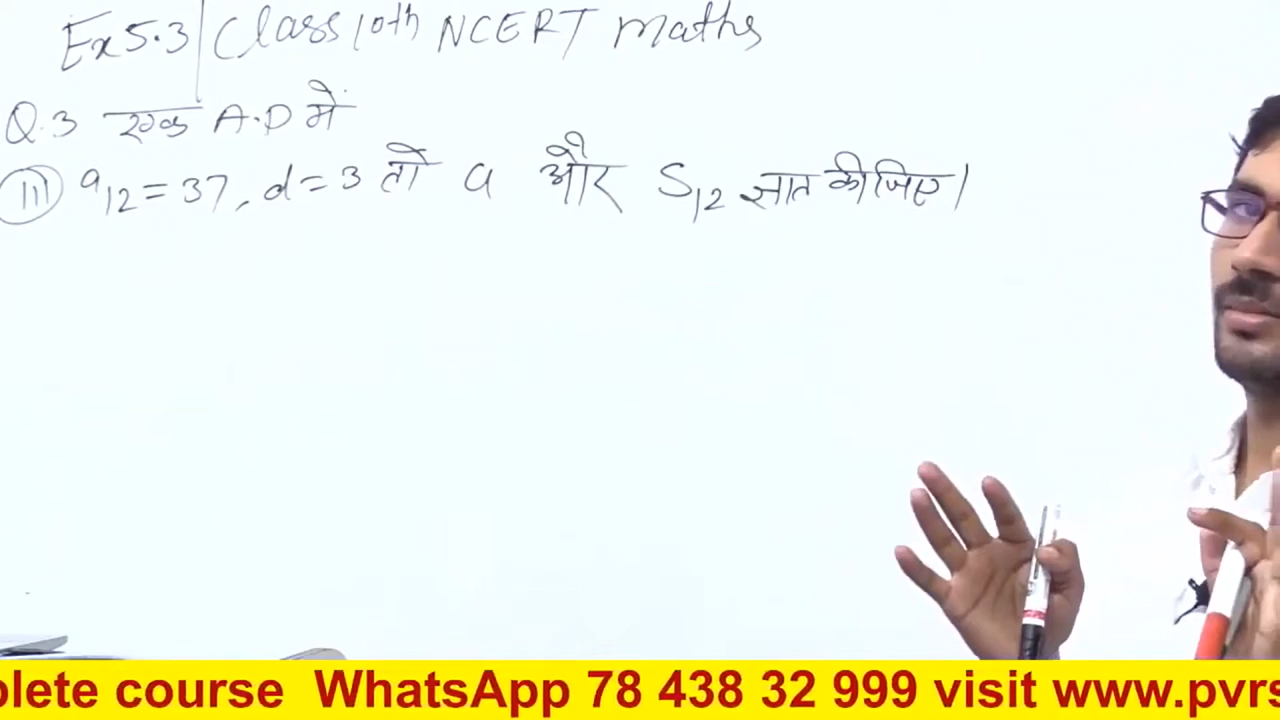 Ex 5.3 | Class 10th NCERT maths
Q.3 एक A.P में
(iii) a12 = 37, d = 3 तो a और S12 ज्ञात कीजिए।
plete course WhatsApp 78 438 32 999 visit www.pvrs